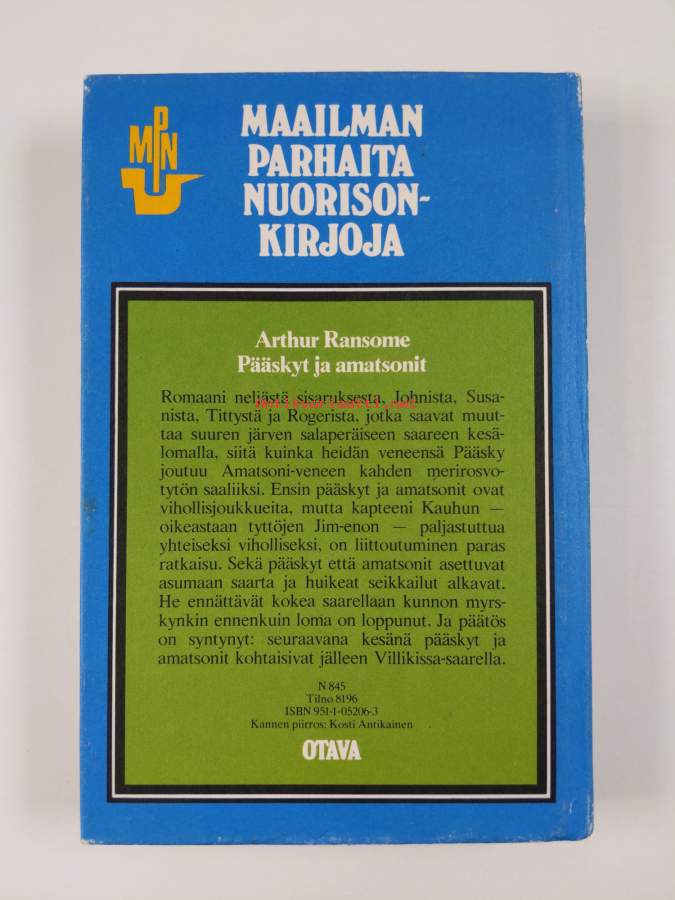 MPN
MAAILMAN
PARHAITA
NUORISON-
KIRJOJA
Arthur Ransome
Pääskyt ja amatsonit
Romaani neljästä sisaruksesta, Johnista, Susa-
nista, Tittystä ja Rogerista, jotka saavat muut-
taa suuren järven salaperäiseen saareen kesä-
lomalla, siitä kuinka heidän veneensä Pääsky
joutuu Amatsoni-veneen kahden merirosvo-
tytön saaliiksi. Ensin pääskyt ja amatsonit ovat
vihollisjoukkueita, mutta kapteeni Kauhun —
oikeastaan tyttöjen Jim-enon — paljastuttua
yhteiseksi viholliseksi, on liittoutuminen paras
ratkaisu. Sekä pääskyt että amatsonit asettuvat
asumaan saarta ja huikeat seikkailut alkavat.
He ennättävät kokea saarellaan kunnon myrs-
kynkin ennenkuin loma on loppunut. Ja päätös
on syntynyt: seuraavana kesänä pääskyt ja
amatsonit kohtaisivat jälleen Villikissa-saarella.
N 845
Tilno 8196
ISBN 951-1-05206-3
Kannen piirros: Kosti Antikainen
OTAVA